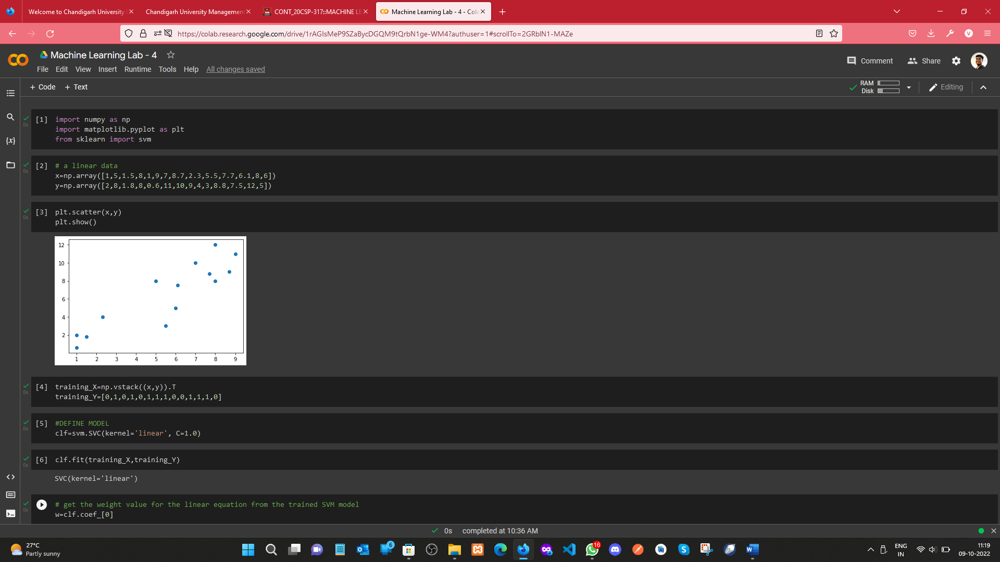 Welcome to Chandigarh University
Chandigarh University Management
CONT_20CSP-317::MACHINE LE
Machine Learning Lab - 4 - Cola
https://colab.research.google.com/drive/1rAGIsMeP9SZaBycDGQM9tQrbN1ge-WM4?authuser=1#scrollTo=2GRblN1-MAZe
Machine Learning Lab - 4
File Edit View Insert Runtime Tools Help All changes saved
Comment Share
+ Code + Text
RAM
Disk
Editing
[1] import numpy as np
import matplotlib.pyplot as plt
from sklearn import svm
0s
[2] # a linear data
x=np.array([1,5,1.5,8,1,9,7,8.7,2.3,5.5,7.7,6.1,8,6])
y=np.array([2,8,1.8,8,0.6,11,10,9,4,3,8.8,7.5,12,5])
0s
[3] plt.scatter(x,y)
plt.show()
0s
12
10
8
6
4
2
1 2 3 4 5 6 7 8 9
[4] training_X=np.vstack((x,y)).T
training_Y=[0,1,0,1,0,1,1,1,0,0,1,1,1,0]
0s
[5] #DEFINE MODEL
clf=svm.SVC(kernel='linear', C=1.0)
0s
[6] clf.fit(training_X,training_Y)
0s
SVC(kernel='linear')
# get the weight value for the linear equation from the trained SVM model
w=clf.coef_[0]
0s
0s completed at 10:36 AM
27°C
Partly sunny
6
16
ENG
IN
11:19
09-10-2022